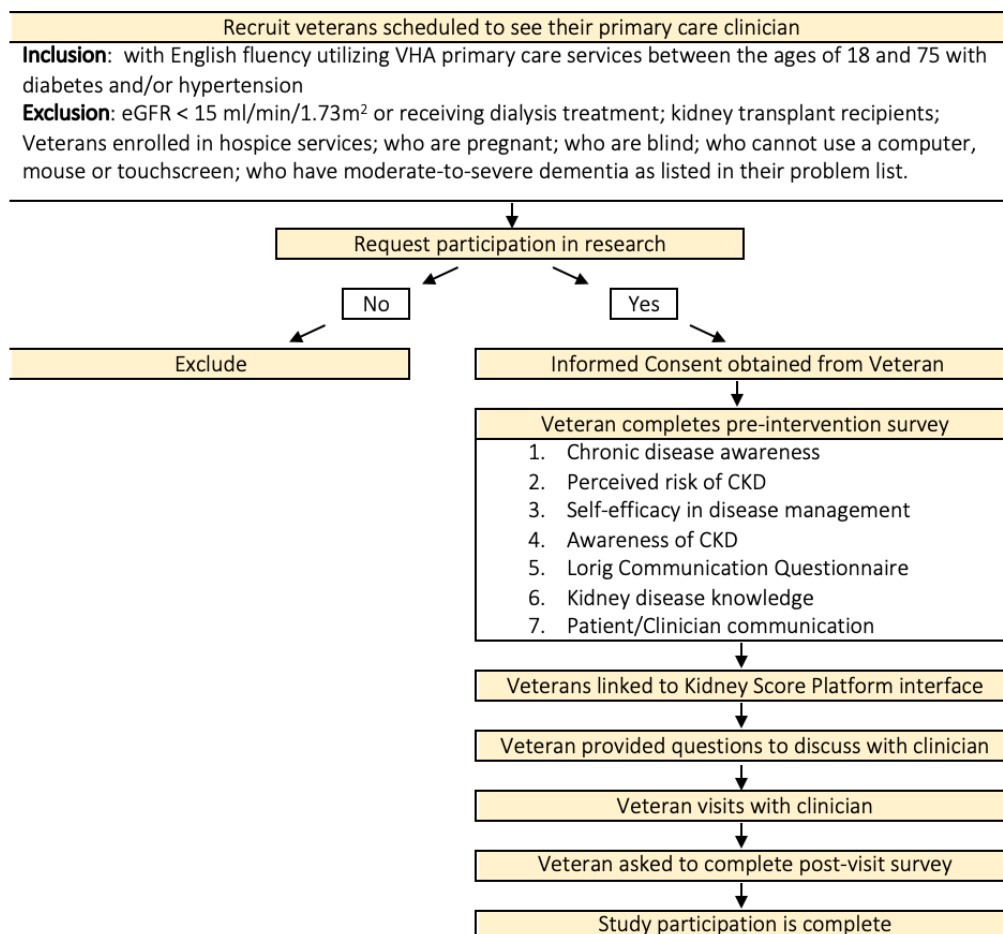 Recruit veterans scheduled to see their primary care clinician
Inclusion:  with English fluency utilizing VHA primary care services between the ages of 18 and 75 with
diabetes and/or hypertension
Exclusion: eGFR < 15 ml/min/1.73m² or receiving dialysis treatment; kidney transplant recipients;
Veterans enrolled in hospice services; who are pregnant; who are blind; who cannot use a computer,
mouse or touchscreen; who have moderate-to-severe dementia as listed in their problem list.
Request participation in research
No
Yes
Exclude
Informed Consent obtained from Veteran
Veteran completes pre-intervention survey
1. Chronic disease awareness
2. Perceived risk of CKD
3. Self-efficacy in disease management
4. Awareness of CKD
5. Lorig Communication Questionnaire
6. Kidney disease knowledge
7. Patient/Clinician communication
Veterans linked to Kidney Score Platform interface
Veteran provided questions to discuss with clinician
Veteran visits with clinician
Veteran asked to complete post-visit survey
Study participation is complete